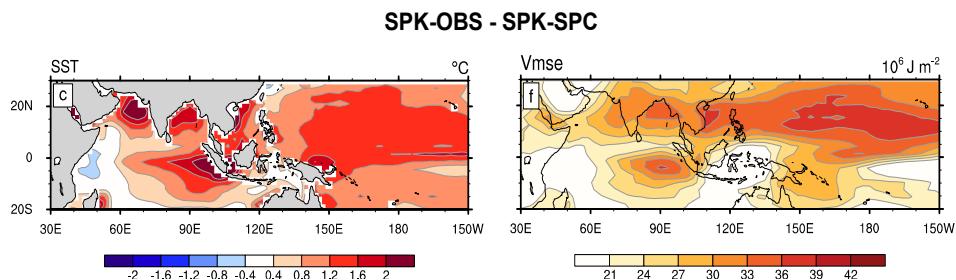 SPK-OBS - SPK-SPC
SST °C
c
20N
0
20S
30E 60E 90E 120E 150E 180 150W
-2 -1.6 -1.2 -0.8 -0.4 0.4 0.8 1.2 1.6 2
Vmse 10⁶ J m⁻²
f
30E 60E 90E 120E 150E 180 150W
21 24 27 30 33 36 39 42